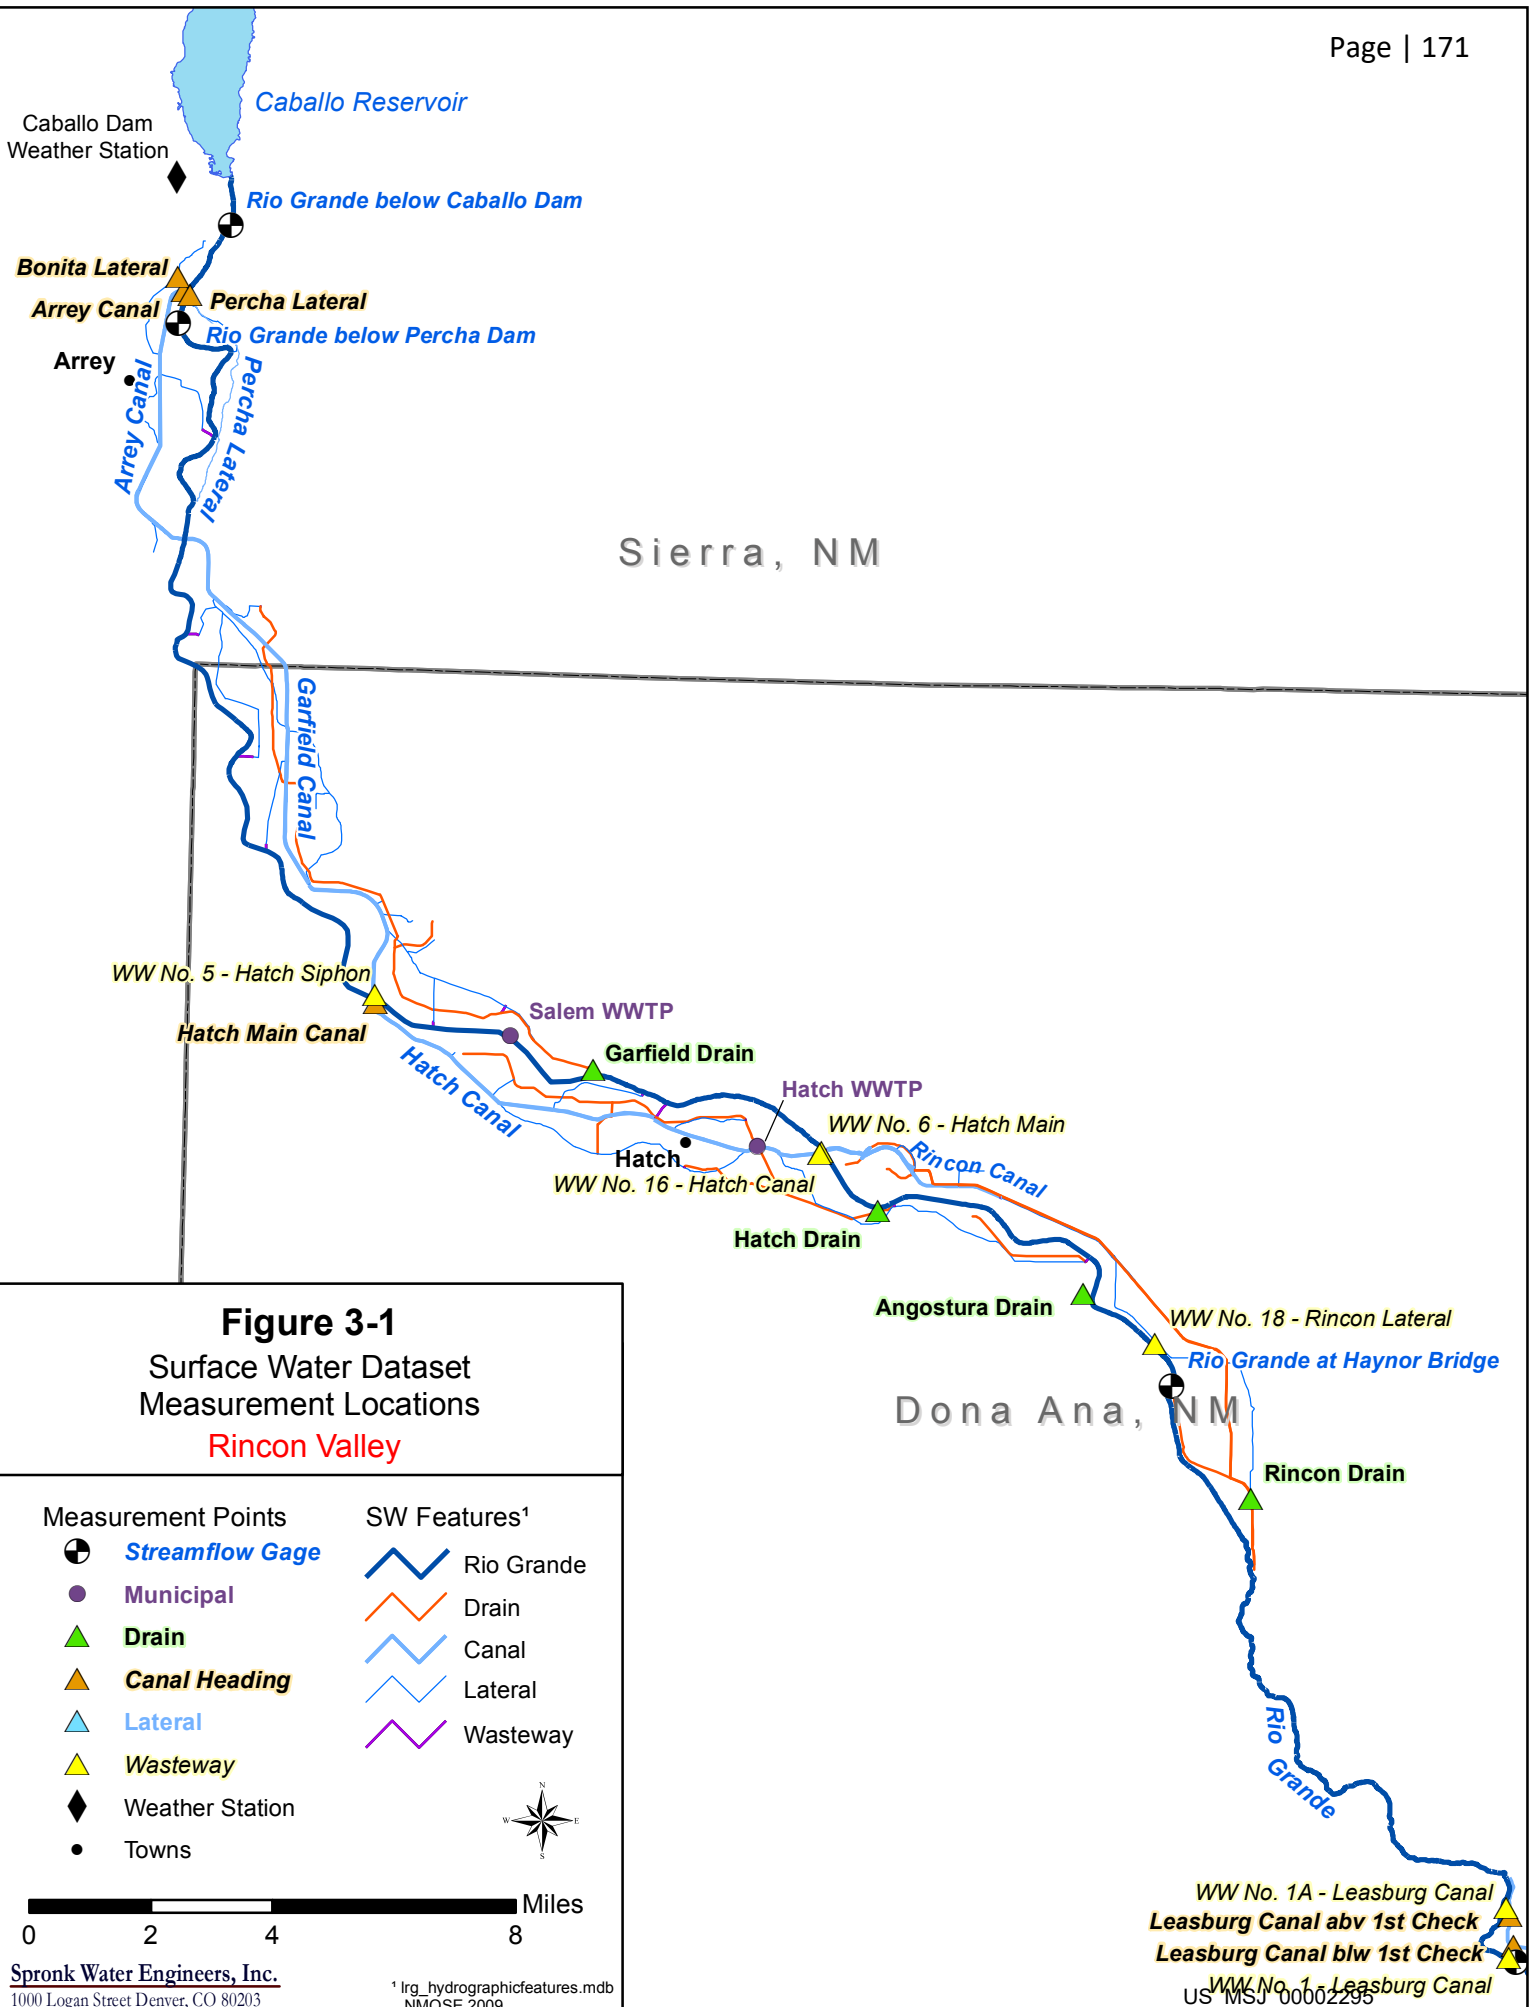 Page | 171
Caballo Reservoir
Caballo Dam
Weather Station
Rio Grande below Caballo Dam
Bonita Lateral
Arrey Canal
Percha Lateral
Rio Grande below Percha Dam
Arrey
Arrey Canal
Percha Lateral
Sierra, NM
Garfield Canal
WW No. 5 - Hatch Siphon
Hatch Main Canal
Salem WWTP
Garfield Drain
Hatch Canal
Hatch WWTP
WW No. 6 - Hatch Main
Hatch
Rincon Canal
WW No. 16 - Hatch Canal
Hatch Drain
Angostura Drain
WW No. 18 - Rincon Lateral
Rio Grande at Haynor Bridge
Dona Ana, NM
Rincon Drain
Rio Grande
WW No. 1A - Leasburg Canal
Leasburg Canal abv 1st Check
Leasburg Canal blw 1st Check
WW No. 1 - Leasburg Canal
US MSJ 00002295
Figure 3-1
Surface Water Dataset
Measurement Locations
Rincon Valley
Measurement Points
Streamflow Gage
Municipal
Drain
Canal Heading
Lateral
Wasteway
Weather Station
Towns
SW Features¹
Rio Grande
Drain
Canal
Lateral
Wasteway
N
W E
S
Miles
0 2 4 8
Spronk Water Engineers, Inc.
1000 Logan Street Denver, CO 80203
¹ lrg_hydrographicfeatures.mdb
NMOSE 2009